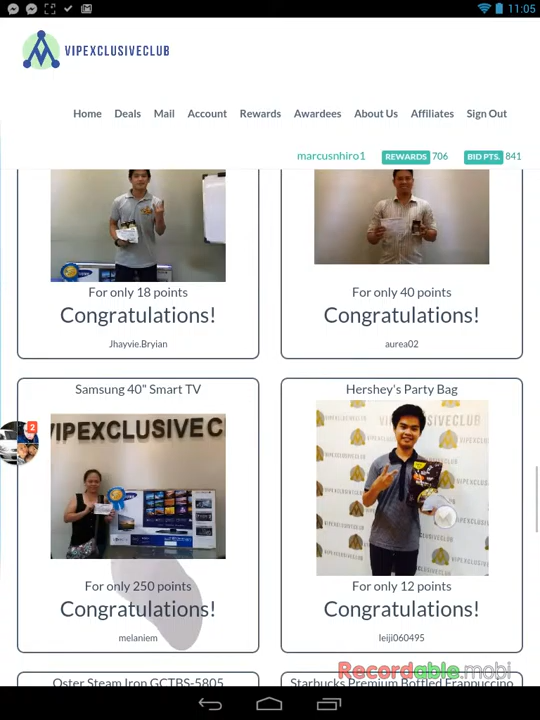 11:05
VIPEXCLUSIVECLUB
Home Deals Mail Account Rewards Awardees About Us Affiliates Sign Out
marcusnhiro1 REWARDS 706 BID PTS. 841
For only 18 points
Congratulations!
Jhayvie.Bryian
For only 40 points
Congratulations!
aurea02
Samsung 40" Smart TV
VIPEXCLUSIVE C
For only 250 points
Congratulations!
melaniem
Hershey's Party Bag
VIPEXCLUSIVECLUB
For only 12 points
Congratulations!
leiji060495
2
Oster Steam Iron GCTBS-5805
Starbucks Premium Bottled Frappuccino
Recordable.mobi